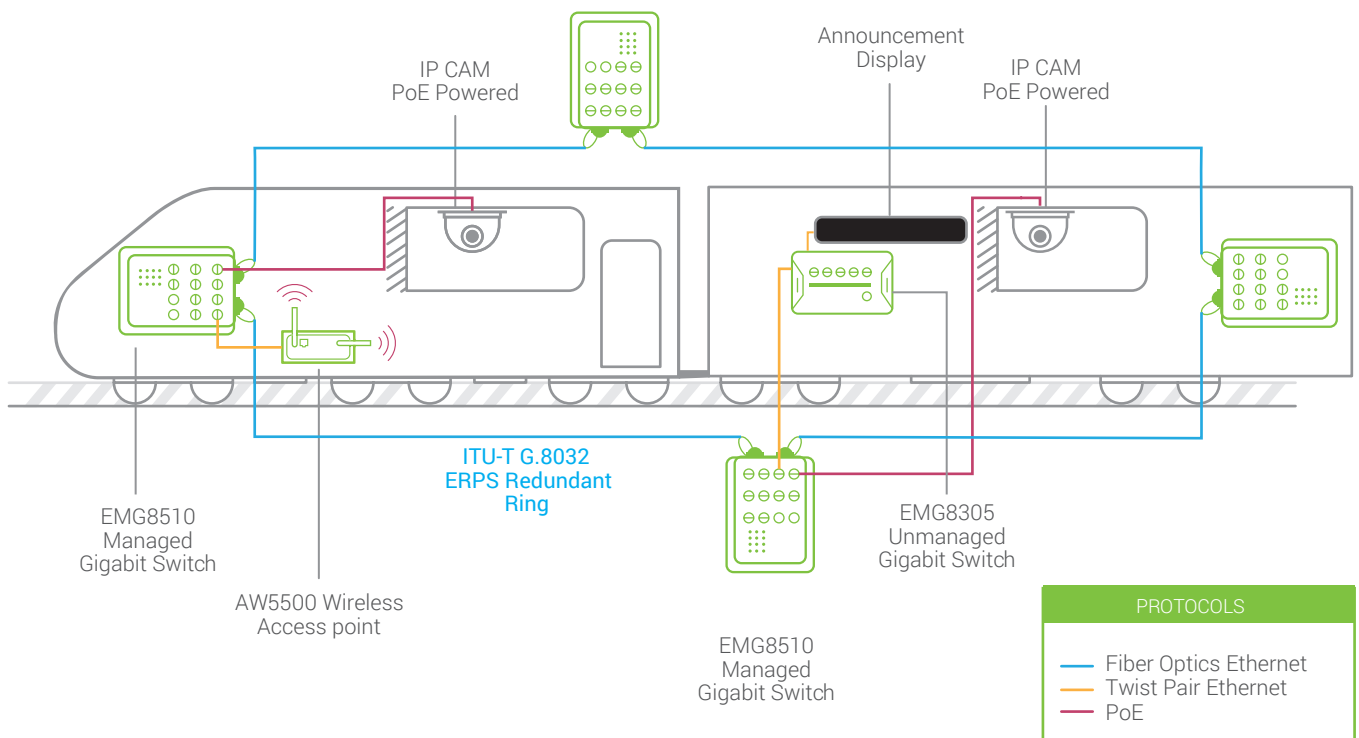 Announcement
Display
IP CAM
PoE Powered
IP CAM
PoE Powered
ITU-T G.8032
ERPS Redundant
Ring
EMG8510
Managed
Gigabit Switch
EMG8305
Unmanaged
Gigabit Switch
AW5500 Wireless
Access point
EMG8510
Managed
Gigabit Switch
PROTOCOLS
Fiber Optics Ethernet
Twist Pair Ethernet
PoE